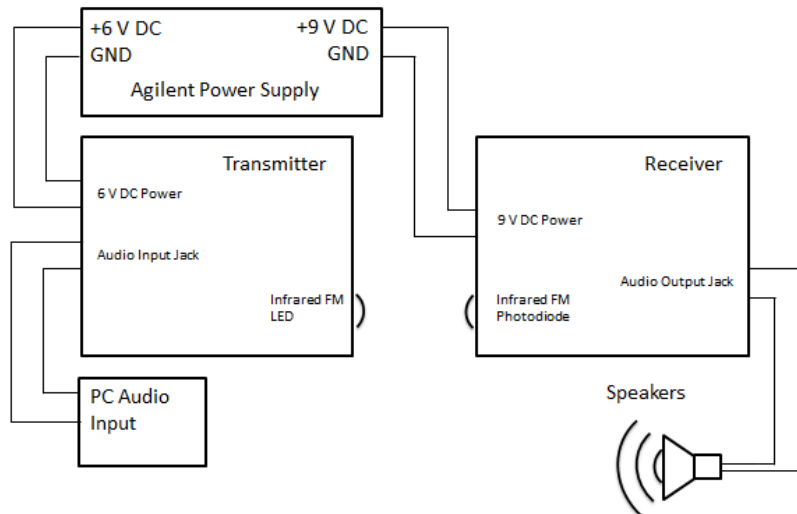 +6 V DC
GND
+9 V DC
GND
Agilent Power Supply
Transmitter
6 V DC Power
Audio Input Jack
Infrared FM
LED
Receiver
9 V DC Power
Audio Output Jack
Infrared FM
Photodiode
PC Audio
Input
Speakers